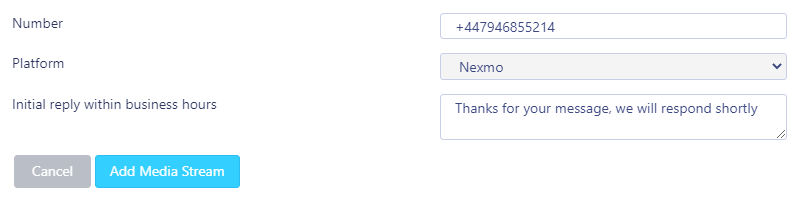 Number
+447946855214
Platform
Nexmo
Initial reply within business hours
Thanks for your message, we will respond shortly
Cancel
Add Media Stream